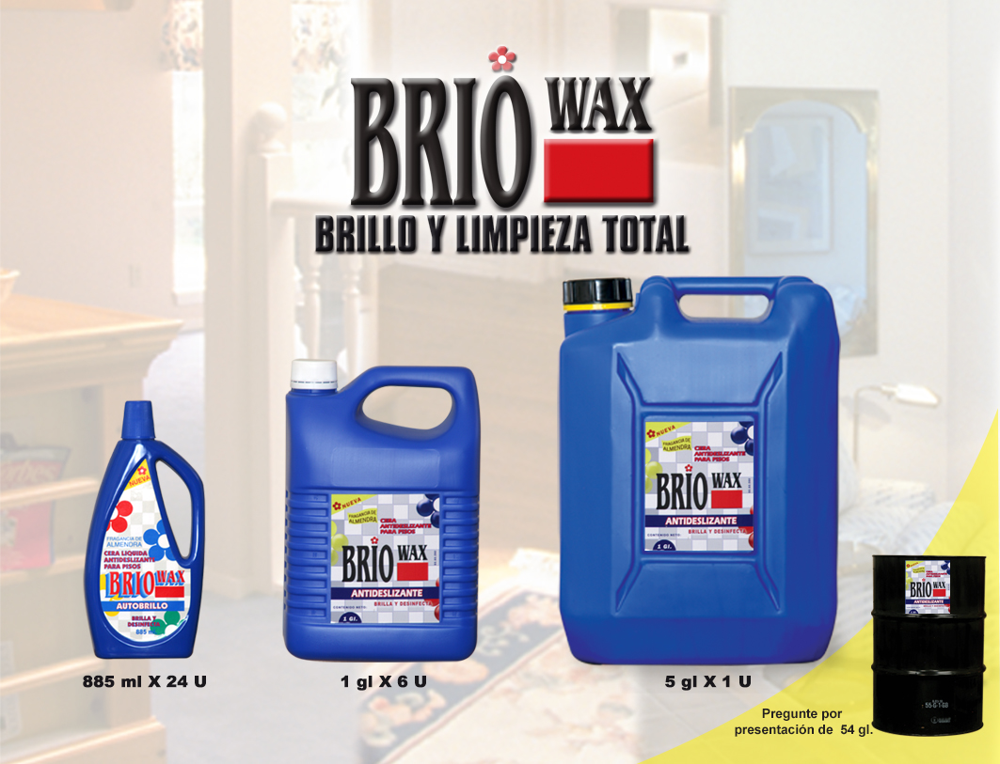 BRIO WAX
BRILLO Y LIMPIEZA TOTAL
NUEVA
FRAGANCIA DE
ALMENDRA
CERA LIQUIDA
ANTIDESLIZANTE
PARA PISOS
BRIO WAX
AUTOBRILLO
BRILLA Y
DESINFECTA
885 ml
885 ml X 24 U
NUEVA
FRAGANCIA DE
ALMENDRA
CERA
ANTIDESLIZANTE
PARA PISOS
BRIO WAX
ANTIDESLIZANTE
BRILLA Y DESINFECTA
CONTENIDO NETO:
1 Gl.
1 gl X 6 U
NUEVA
FRAGANCIA DE
ALMENDRA
CERA
ANTIDESLIZANTE
PARA PISOS
BRIO WAX
ANTIDESLIZANTE
CONTENIDO NETO:
BRILLA Y DESINFECTA
1 Gl.
5 gl X 1 U
BRIO WAX
ANTIDESLIZANTE
Pregunte por
presentación de 54 gl.